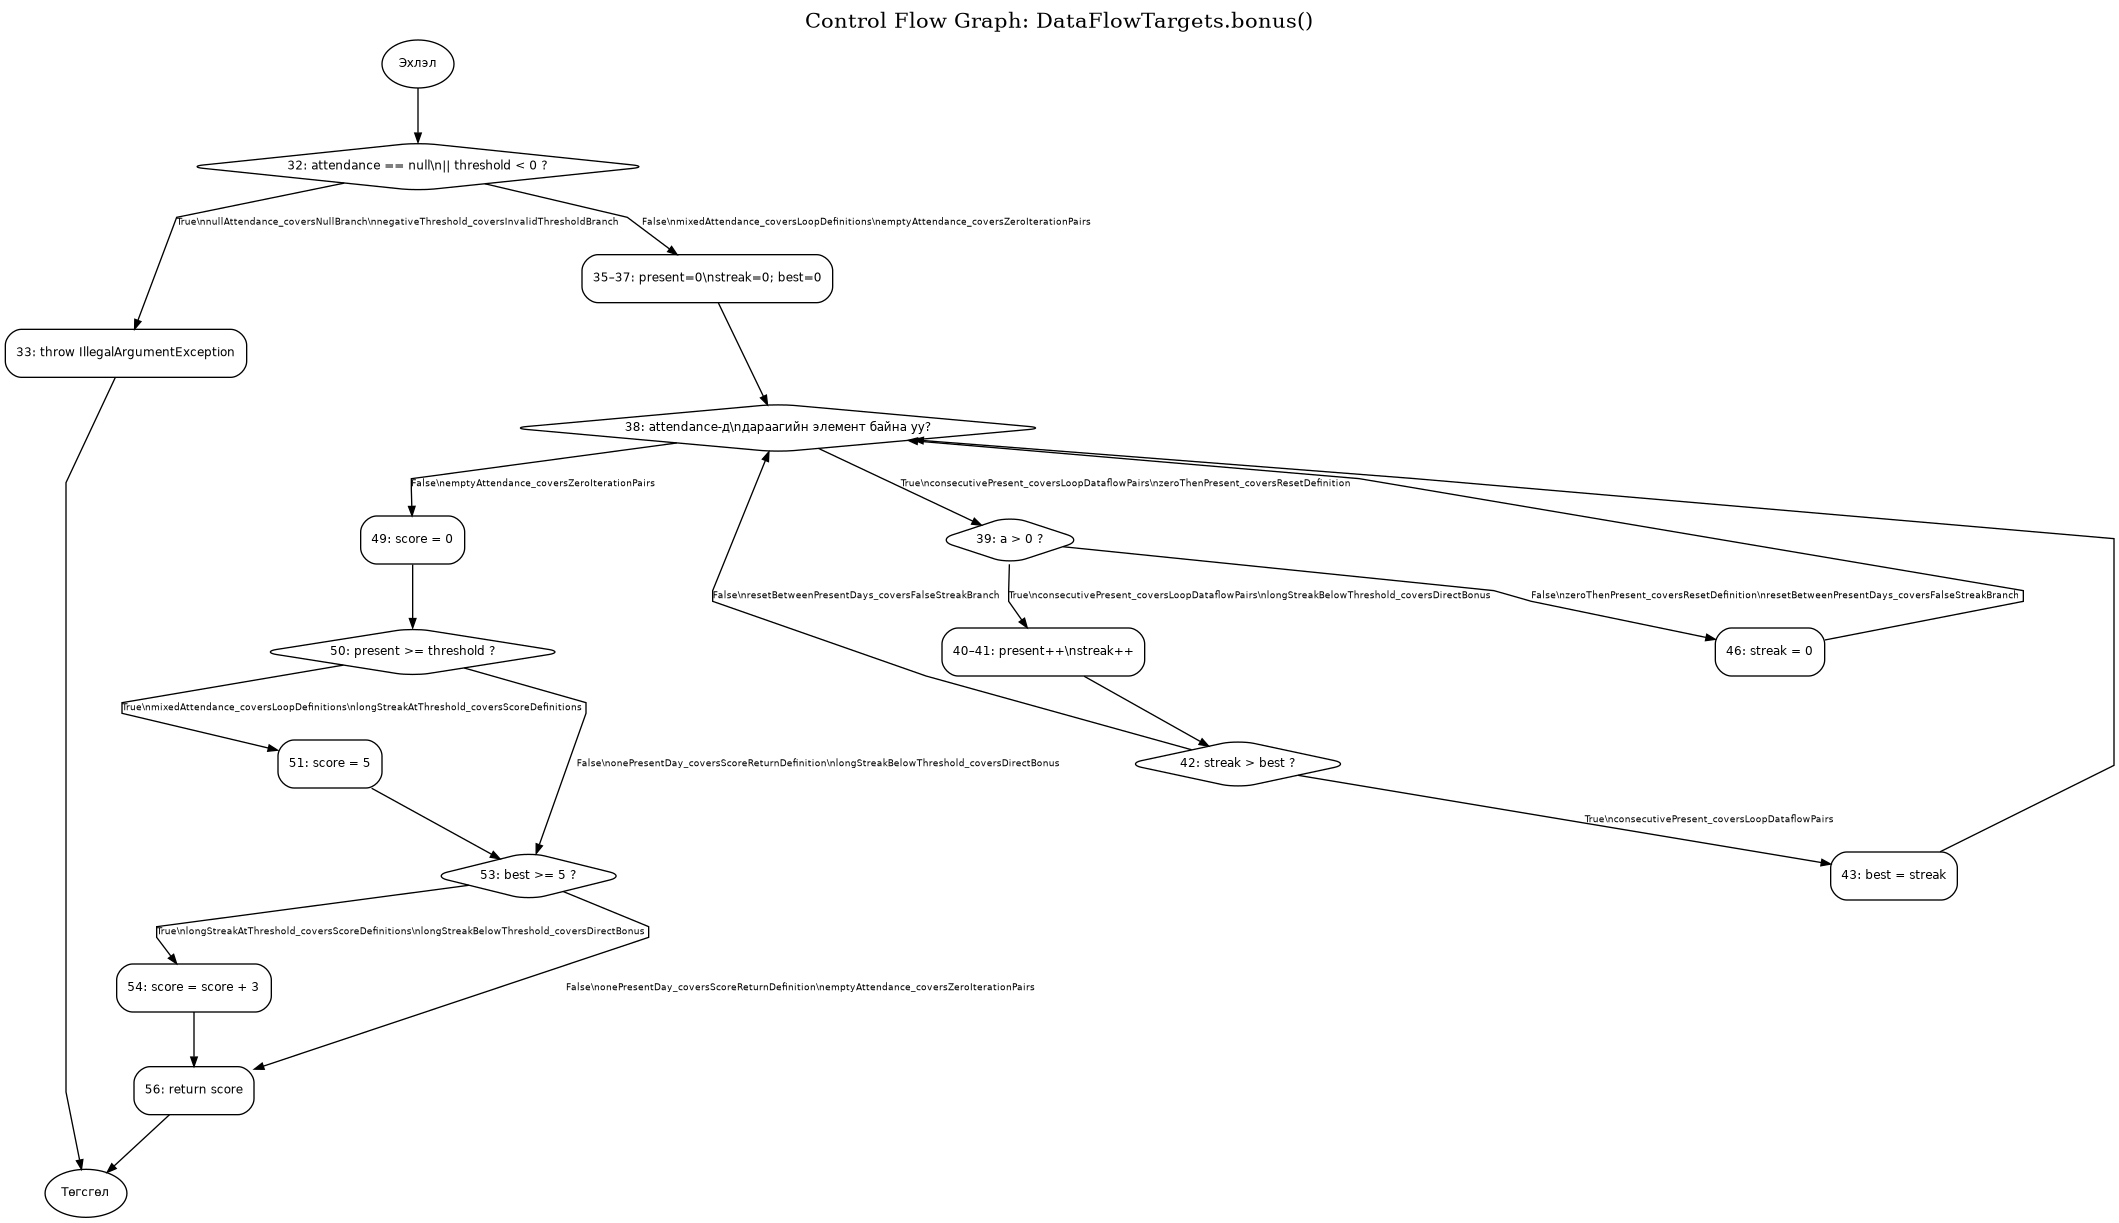 Control Flow Graph: DataFlowTargets.bonus()
Эхлэл
32: attendance == null\n|| threshold < 0 ?
True\nnullAttendance_coversNullBranch\nnegativeThreshold_coversInvalidThresholdBranch
False\nmixedAttendance_coversLoopDefinitions\nemptyAttendance_coversZeroIterationPairs
35–37: present=0\nstreak=0; best=0
33: throw IllegalArgumentException
38: attendance-д\nдараагийн элемент байна уу?
False\nemptyAttendance_coversZeroIterationPairs
True\nconsecutivePresent_coversLoopDataflowPairs\nzeroThenPresent_coversResetDefinition
49: score = 0
39: a > 0 ?
False\nresetBetweenPresentDays_coversFalseStreakBranch
True\nconsecutivePresent_coversLoopDataflowPairs\nlongStreakBelowThreshold_coversDirectBonus
False\nzeroThenPresent_coversResetDefinition\nresetBetweenPresentDays_coversFalseStreakBranch
50: present >= threshold ?
40–41: present++\nstreak++
46: streak = 0
True\nmixedAttendance_coversLoopDefinitions\nlongStreakAtThreshold_coversScoreDefinitions
51: score = 5
False\nonePresentDay_coversScoreReturnDefinition\nlongStreakBelowThreshold_coversDirectBonus
42: streak > best ?
True\nconsecutivePresent_coversLoopDataflowPairs
53: best >= 5 ?
43: best = streak
True\nlongStreakAtThreshold_coversScoreDefinitions\nlongStreakBelowThreshold_coversDirectBonus
54: score = score + 3
False\nonePresentDay_coversScoreReturnDefinition\nemptyAttendance_coversZeroIterationPairs
56: return score
Төгсгөл